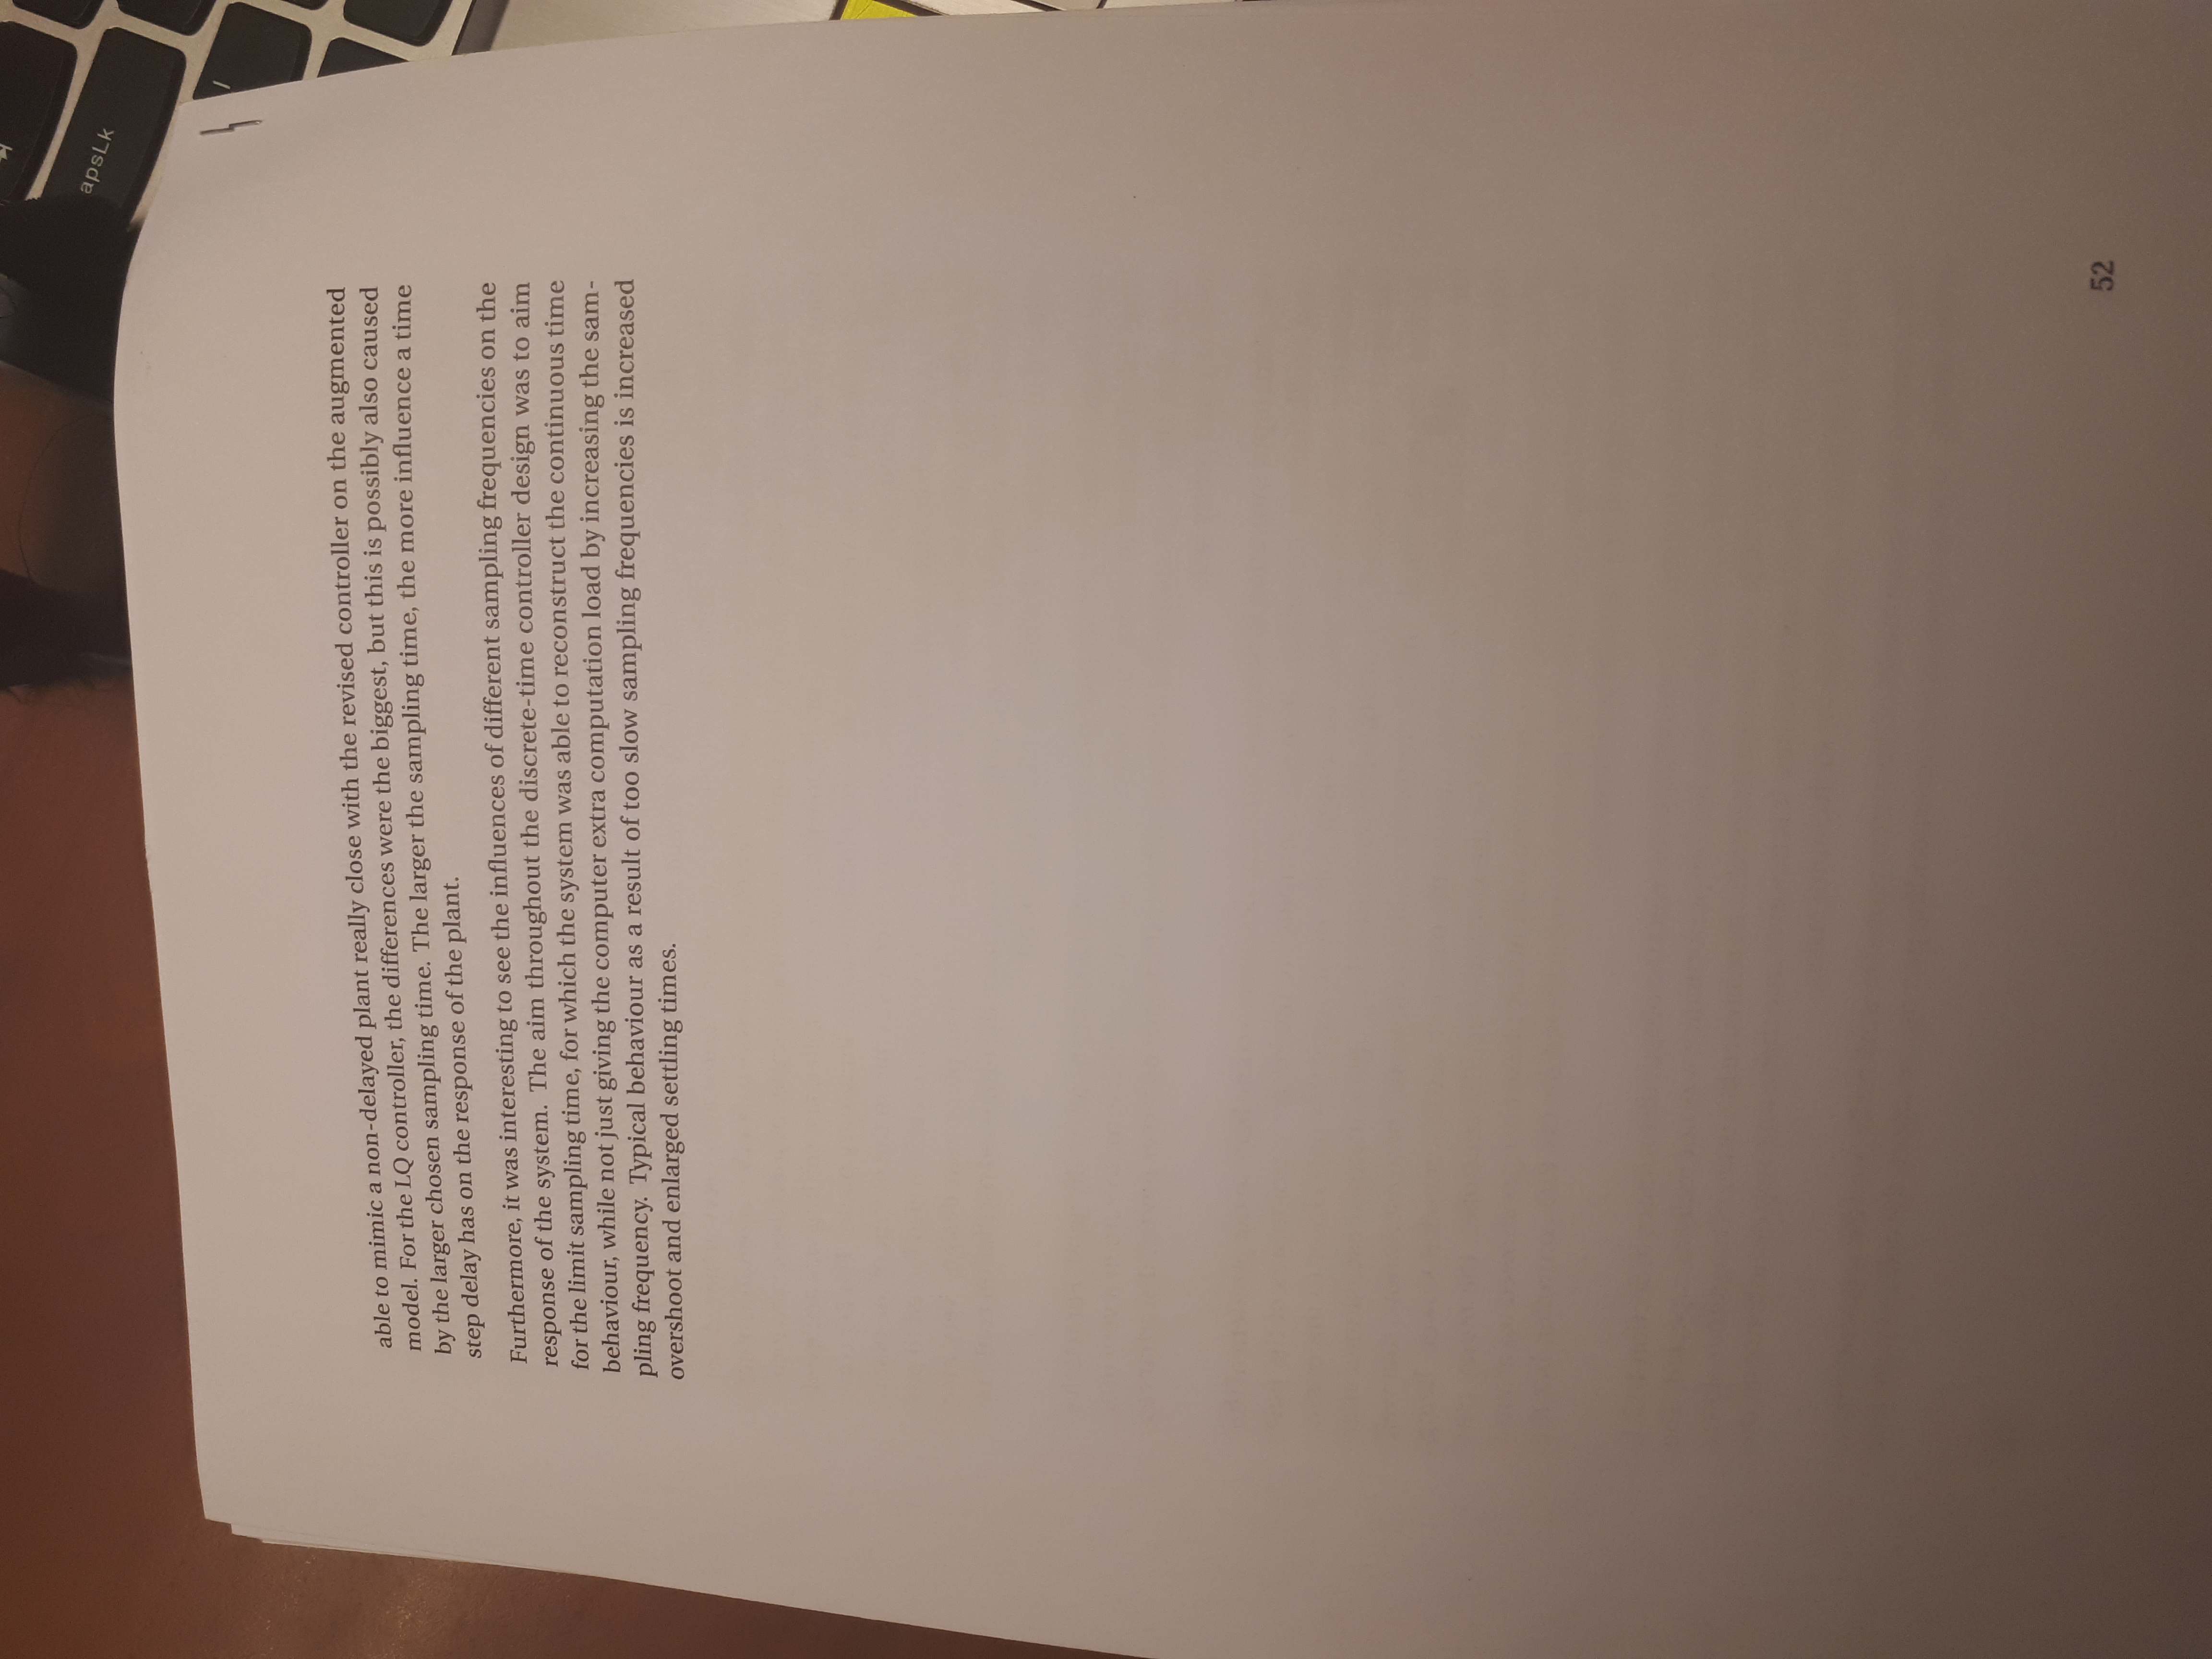 apsLk
able to mimic a non-delayed plant really close with the revised controller on the augmented
model. For the LQ controller, the differences were the biggest, but this is possibly also caused
by the larger chosen sampling time. The larger the sampling time, the more influence a time
step delay has on the response of the plant.
Furthermore, it was interesting to see the influences of different sampling frequencies on the
response of the system. The aim throughout the discrete-time controller design was to aim
for the limit sampling time, for which the system was able to reconstruct the continuous time
behaviour, while not just giving the computer extra computation load by increasing the sam-
pling frequency. Typical behaviour as a result of too slow sampling frequencies is increased
overshoot and enlarged settling times.
52